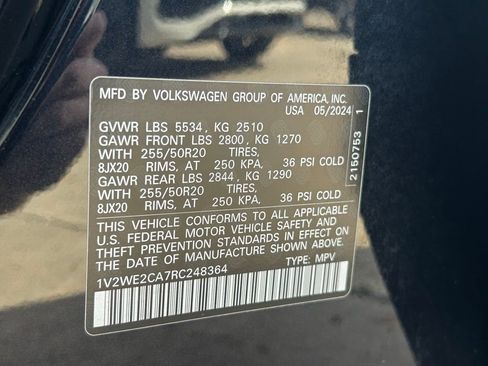 MFD BY VOLKSWAGEN GROUP OF AMERICA, INC.
USA 05/2024
GVWR LBS 5534, KG 2510
GAWR FRONT LBS 2800, KG 1270
WITH 255/50R20 TIRES,
8JX20 RIMS, AT 250 KPA, 36 PSI COLD
GAWR REAR LBS 2844, KG 1290
WITH 255/50R20 TIRES,
8JX20 RIMS, AT 250 KPA, 36 PSI COLD
THIS VEHICLE CONFORMS TO ALL APPLICABLE
U.S. FEDERAL MOTOR VEHICLE SAFETY AND
THEFT PREVENTION STANDARDS IN EFFECT ON
THE DATE OF MANUFACTURE SHOWN ABOVE.
1V2WE2CA7RC248364 TYPE: MPV
2150753 1